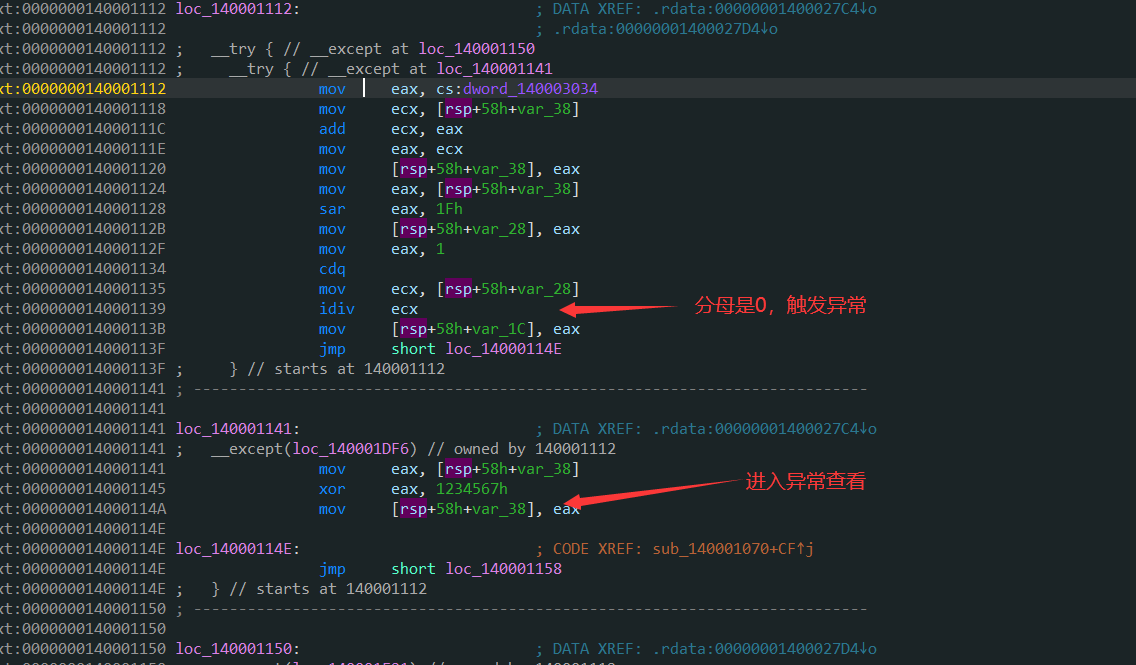 xt:0000000140001112 loc_140001112: ; DATA XREF: .rdata:00000001400027C4↓o
xt:0000000140001112 ; .rdata:00000001400027D4↓o
xt:0000000140001112 ; __try { // __except at loc_140001150
xt:0000000140001112 ; __try { // __except at loc_140001141
xt:0000000140001112 mov eax, cs:dword_140003034
xt:0000000140001118 mov ecx, [rsp+58h+var_38]
xt:000000014000111C add ecx, eax
xt:000000014000111E mov eax, ecx
xt:0000000140001120 mov [rsp+58h+var_38], eax
xt:0000000140001124 mov eax, [rsp+58h+var_38]
xt:0000000140001128 sar eax, 1Fh
xt:000000014000112B mov [rsp+58h+var_28], eax
xt:000000014000112F mov eax, 1
xt:0000000140001134 cdq
xt:0000000140001135 mov ecx, [rsp+58h+var_28]
xt:0000000140001139 idiv ecx 分母是0，触发异常
xt:000000014000113B mov [rsp+58h+var_1C], eax
xt:000000014000113F jmp short loc_14000114E
xt:000000014000113F ; } // starts at 140001112
xt:0000000140001141 ; ---------------------------------------------------------------------------
xt:0000000140001141
xt:0000000140001141 loc_140001141: ; DATA XREF: .rdata:00000001400027C4↓o
xt:0000000140001141 ; __except(loc_140001DF6) // owned by 140001112
xt:0000000140001141 mov eax, [rsp+58h+var_38]
xt:0000000140001145 xor eax, 1234567h 进入异常查看
xt:000000014000114A mov [rsp+58h+var_38], eax
xt:000000014000114E
xt:000000014000114E loc_14000114E: ; CODE XREF: sub_140001070+CF↑j
xt:000000014000114E jmp short loc_140001158
xt:000000014000114E ; } // starts at 140001112
xt:0000000140001150 ; ---------------------------------------------------------------------------
xt:0000000140001150
xt:0000000140001150 loc_140001150: ; DATA XREF: .rdata:00000001400027D4↓o